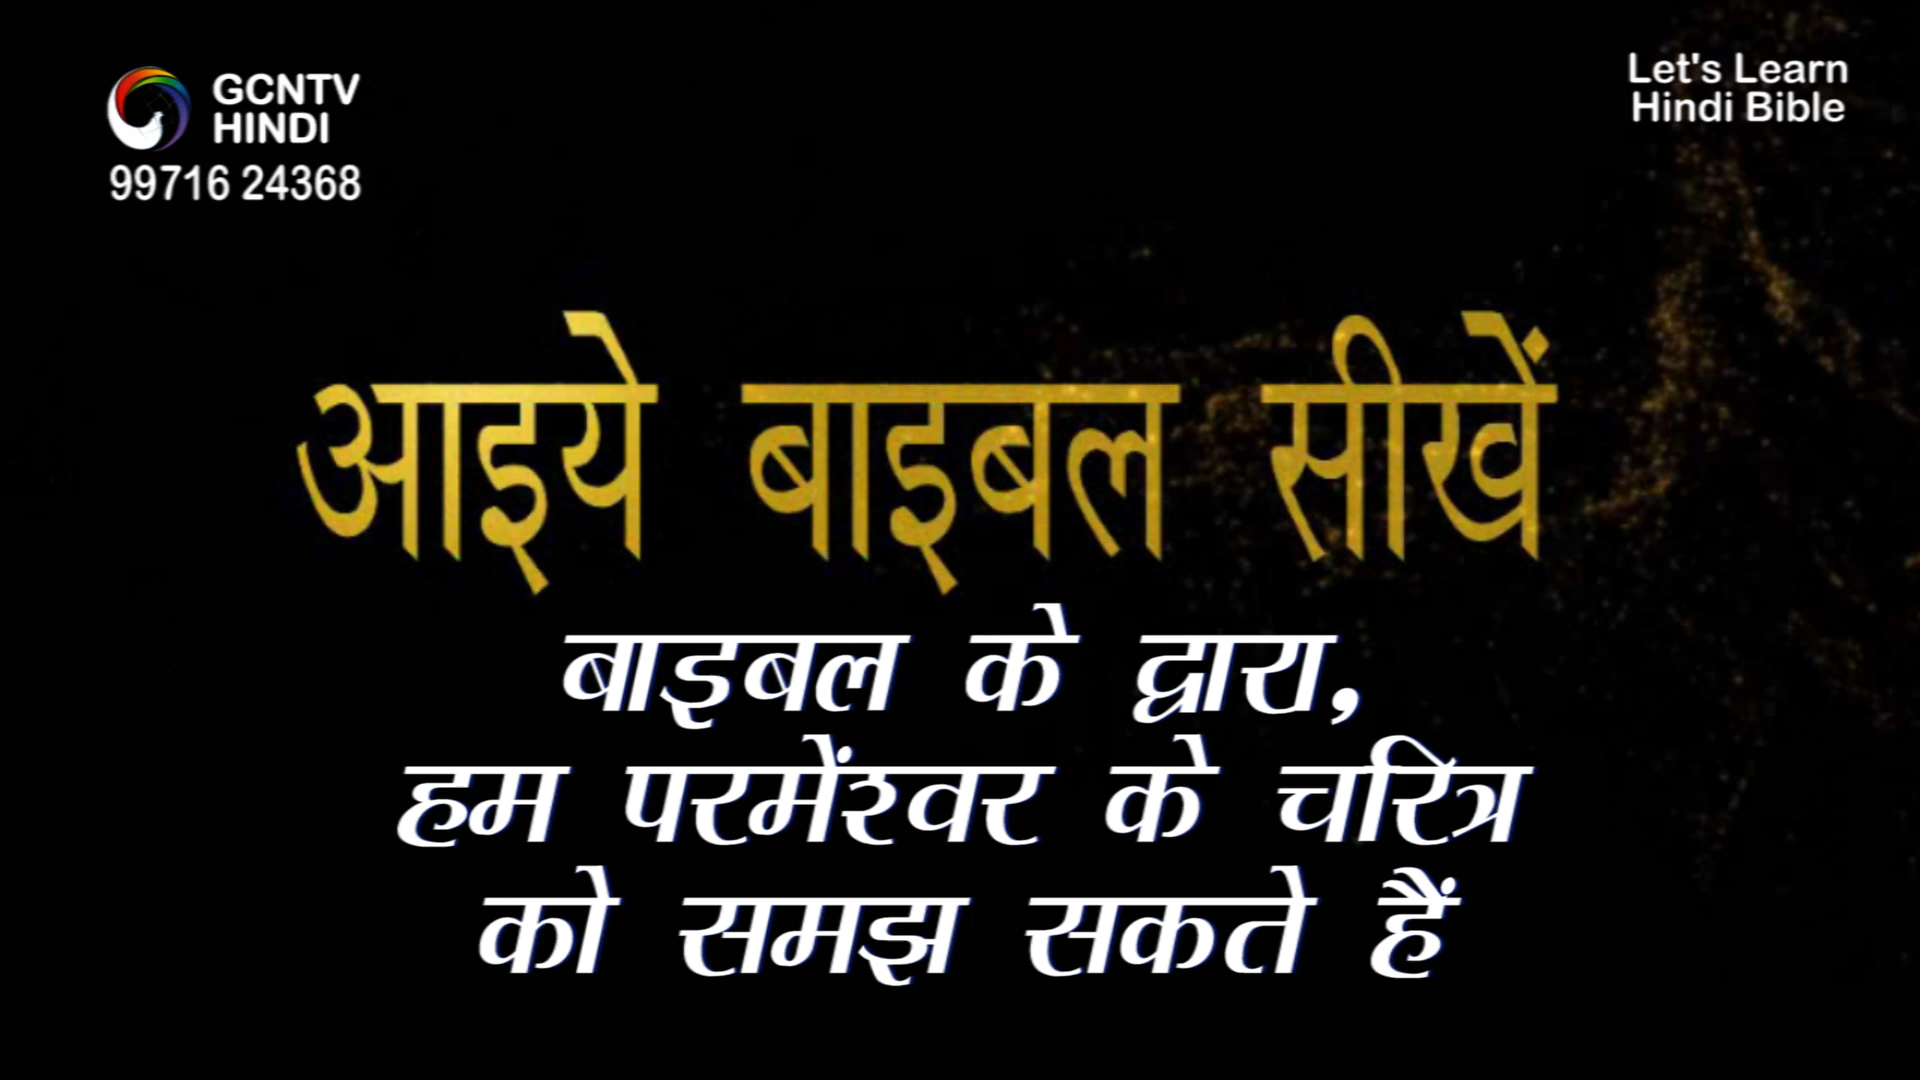 GCNTV
HINDI
99716 24368
Let's Learn
Hindi Bible
आइये बाइबल सीखें
बाइबल के द्वारा,
हम परमेंश्वर के चरित्र
को समझ सकते हैं